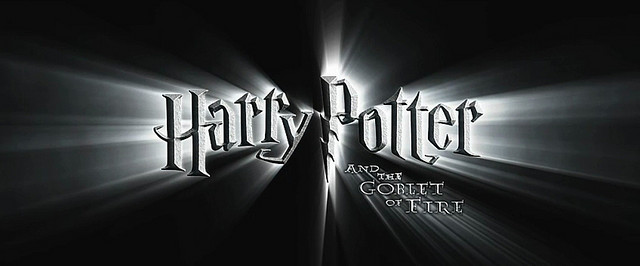 Harry Potter
AND THE
GOBLET
OF FIRE